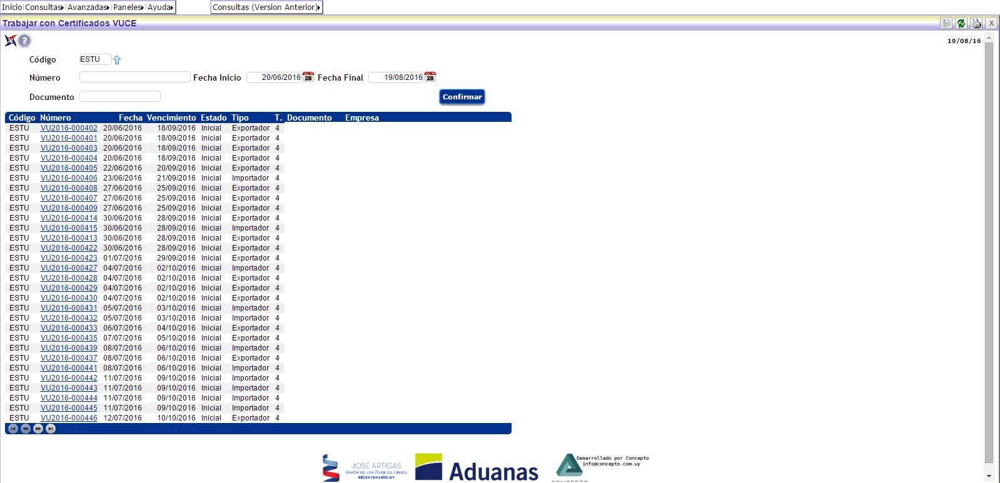 Inicio Consultas Avanzadas Paneles Ayuda Consultas (Version Anterior)
Trabajar con Certificados VUCE X
? 19/08/16
Código ESTU
Número Fecha Inicio 20/06/2016 28 Fecha Final 19/08/2016 28
Documento Confirmar
Código Número Fecha Vencimiento Estado Tipo T. Documento Empresa
ESTU VU2016-000402 20/06/2016 18/09/2016 Inicial Exportador 4
ESTU VU2016-000401 20/06/2016 18/09/2016 Inicial Exportador 4
ESTU VU2016-000403 20/06/2016 18/09/2016 Inicial Exportador 4
ESTU VU2016-000404 20/06/2016 18/09/2016 Inicial Exportador 4
ESTU VU2016-000405 22/06/2016 20/09/2016 Inicial Exportador 4
ESTU VU2016-000406 23/06/2016 21/09/2016 Inicial Importador 4
ESTU VU2016-000408 27/06/2016 25/09/2016 Inicial Exportador 4
ESTU VU2016-000407 27/06/2016 25/09/2016 Inicial Exportador 4
ESTU VU2016-000409 27/06/2016 25/09/2016 Inicial Exportador 4
ESTU VU2016-000414 30/06/2016 28/09/2016 Inicial Exportador 4
ESTU VU2016-000415 30/06/2016 28/09/2016 Inicial Importador 4
ESTU VU2016-000413 30/06/2016 28/09/2016 Inicial Exportador 4
ESTU VU2016-000422 30/06/2016 28/09/2016 Inicial Exportador 4
ESTU VU2016-000423 01/07/2016 29/09/2016 Inicial Exportador 4
ESTU VU2016-000427 04/07/2016 02/10/2016 Inicial Importador 4
ESTU VU2016-000428 04/07/2016 02/10/2016 Inicial Exportador 4
ESTU VU2016-000429 04/07/2016 02/10/2016 Inicial Exportador 4
ESTU VU2016-000430 04/07/2016 02/10/2016 Inicial Exportador 4
ESTU VU2016-000431 05/07/2016 03/10/2016 Inicial Importador 4
ESTU VU2016-000432 05/07/2016 03/10/2016 Inicial Importador 4
ESTU VU2016-000433 06/07/2016 04/10/2016 Inicial Exportador 4
ESTU VU2016-000435 07/07/2016 05/10/2016 Inicial Exportador 4
ESTU VU2016-000439 08/07/2016 06/10/2016 Inicial Importador 4
ESTU VU2016-000437 08/07/2016 06/10/2016 Inicial Exportador 4
ESTU VU2016-000441 08/07/2016 06/10/2016 Inicial Importador 4
ESTU VU2016-000442 11/07/2016 09/10/2016 Inicial Importador 4
ESTU VU2016-000443 11/07/2016 09/10/2016 Inicial Importador 4
ESTU VU2016-000444 11/07/2016 09/10/2016 Inicial Importador 4
ESTU VU2016-000445 11/07/2016 09/10/2016 Inicial Importador 4
ESTU VU2016-000446 12/07/2016 10/10/2016 Inicial Exportador 4
JOSÉ ARTIGAS
UNIÓN DE LOS PUEBLOS LIBRES
BICENTENARIO.UY
Aduanas
Desarrollado por Concepto
info@concepto.com.uy
CONCEPTO